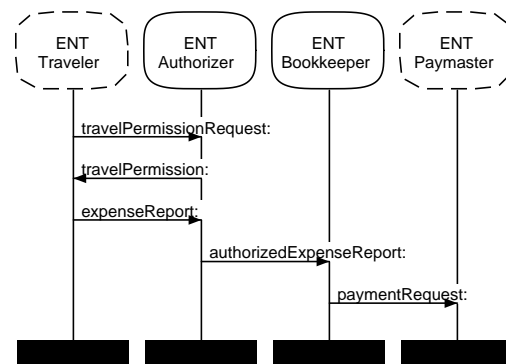 ENT
Traveler
ENT
Authorizer
ENT
Bookkeeper
ENT
Paymaster
travelPermissionRequest:
travelPermission:
expenseReport:
authorizedExpenseReport:
paymentRequest: